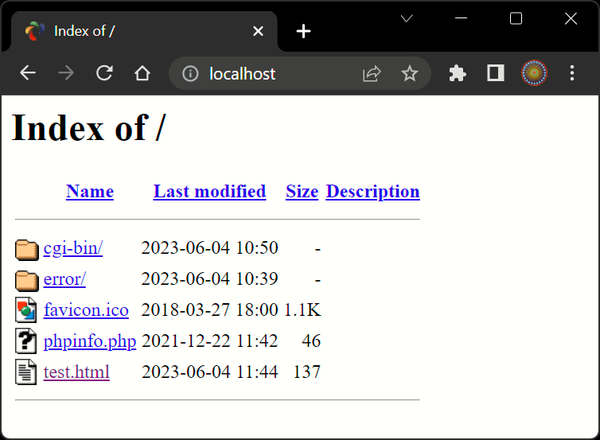 Index of /
localhost
Index of /
Name Last modified Size Description
cgi-bin/ 2023-06-04 10:50 -
error/ 2023-06-04 10:39 -
favicon.ico 2018-03-27 18:00 1.1K
phpinfo.php 2021-12-22 11:42 46
test.html 2023-06-04 11:44 137